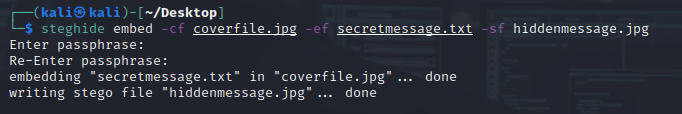 ┌──(kali㉿kali)-[~/Desktop]
└─$ steghide embed -cf coverfile.jpg -ef secretmessage.txt -sf hiddenmessage.jpg
Enter passphrase:
Re-Enter passphrase:
embedding "secretmessage.txt" in "coverfile.jpg"... done
writing stego file "hiddenmessage.jpg"... done